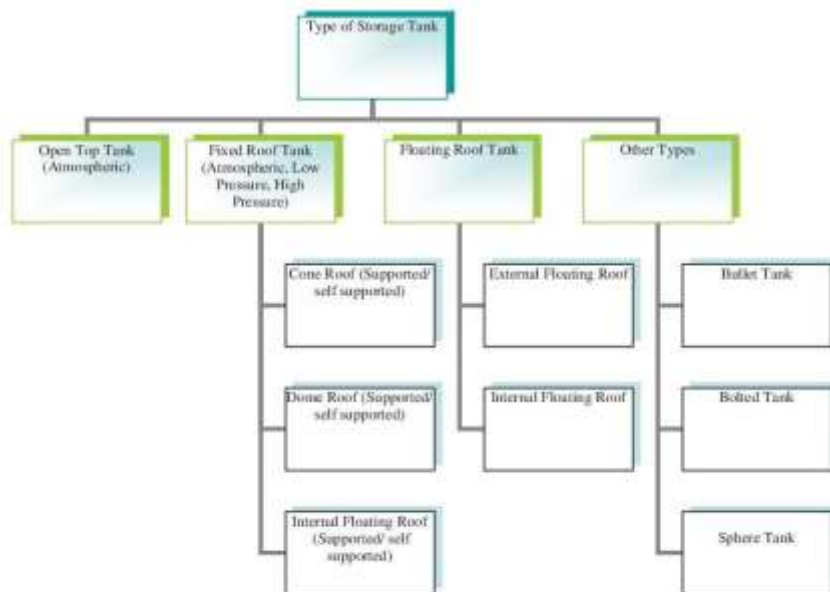 Type of Storage Tank
Open Top Tank
(Atmospheric)
Fixed Roof Tank
(Atmospheric, Low
Pressure, High
Pressure)
Floating Roof Tank
Other Types
Cone Roof (Supported/
self supported)
External Floating Roof
Bullet Tank
Dome Roof (Supported/
self supported)
Internal Floating Roof
Bolted Tank
Internal Floating Roof
(Supported/ self
supported)
Sphere Tank